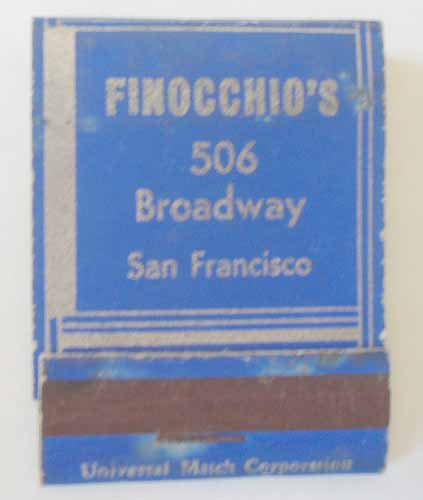 FINOCCHIO'S
506
Broadway
San Francisco
Universal Match Corporation